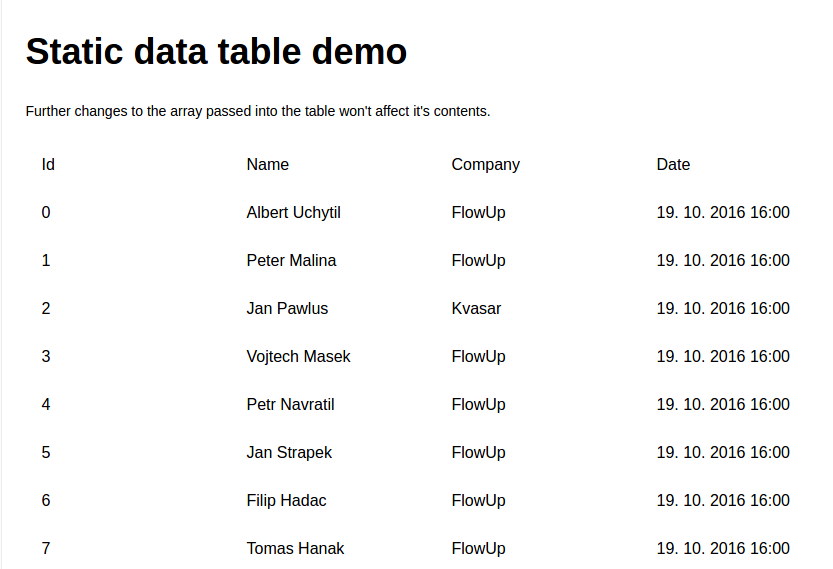 Static data table demo
Further changes to the array passed into the table won't affect it's contents.
Id Name Company Date
0 Albert Uchytil FlowUp 19. 10. 2016 16:00
1 Peter Malina FlowUp 19. 10. 2016 16:00
2 Jan Pawlus Kvasar 19. 10. 2016 16:00
3 Vojtech Masek FlowUp 19. 10. 2016 16:00
4 Petr Navratil FlowUp 19. 10. 2016 16:00
5 Jan Strapek FlowUp 19. 10. 2016 16:00
6 Filip Hadac FlowUp 19. 10. 2016 16:00
7 Tomas Hanak FlowUp 19. 10. 2016 16:00